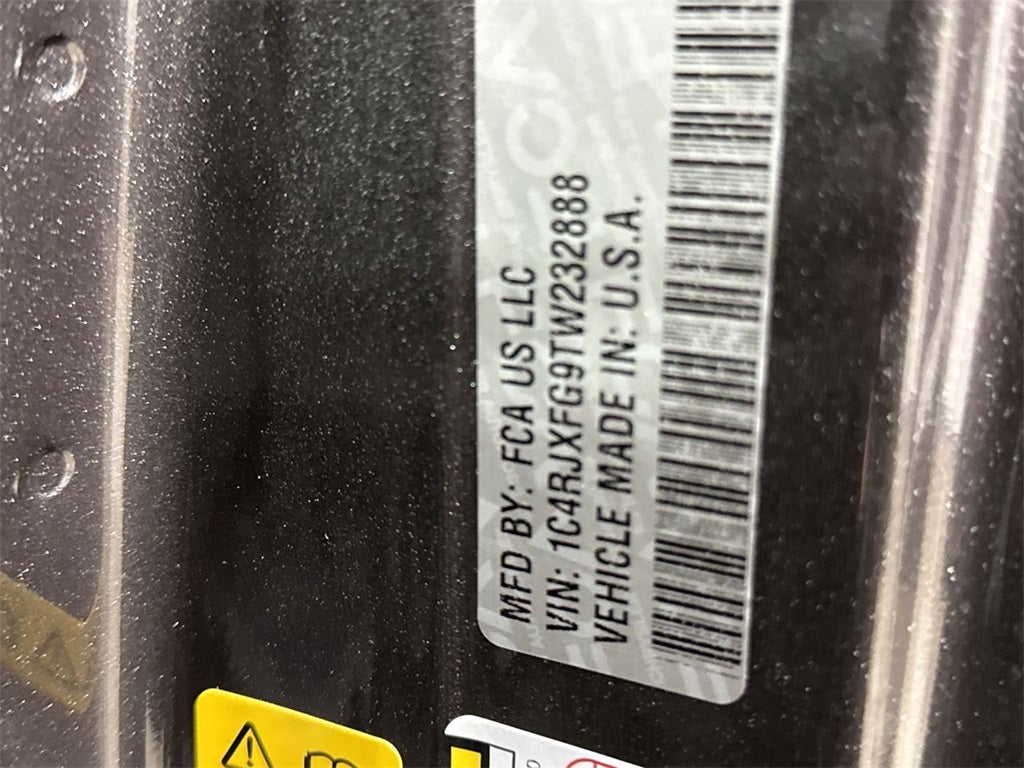 MFD BY: FCA US LLC
VIN: 1C4RJXFG9TW232888
VEHICLE MADE IN: U.S.A.